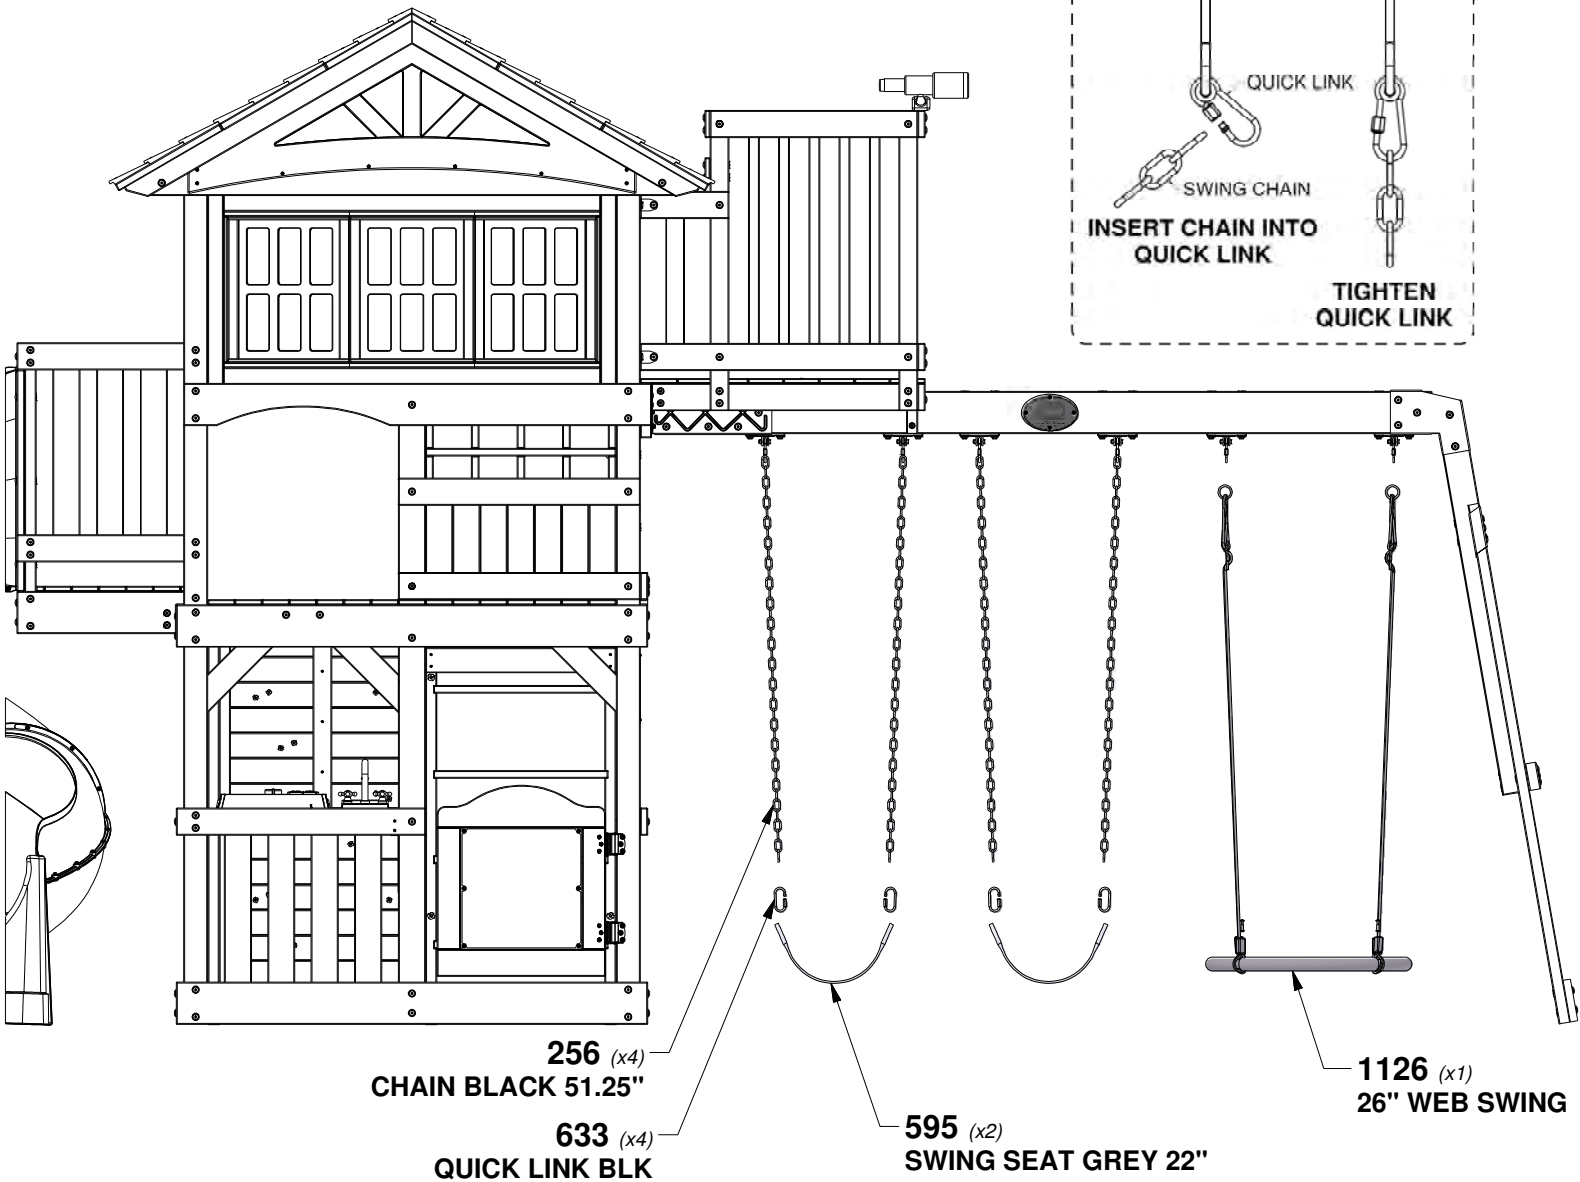 QUICK LINK
SWING CHAIN
INSERT CHAIN INTO
QUICK LINK
TIGHTEN
QUICK LINK
256 (x4)
CHAIN BLACK 51.25"
633 (x4)
QUICK LINK BLK
595 (x2)
SWING SEAT GREY 22"
1126 (x1)
26" WEB SWING